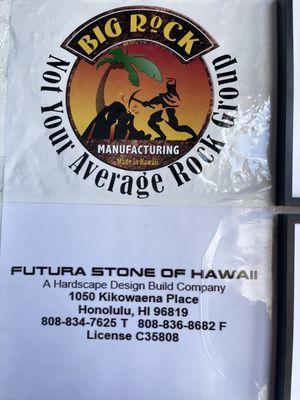 BIG ROCK
MANUFACTURING
Made in Hawaii
Not Your Average Rock Group
FUTURA STONE OF HAWAII
A Hardscape Design Build Company
1050 Kikowaena Place
Honolulu, HI 96819
808-834-7625 T 808-836-8682 F
License C35808